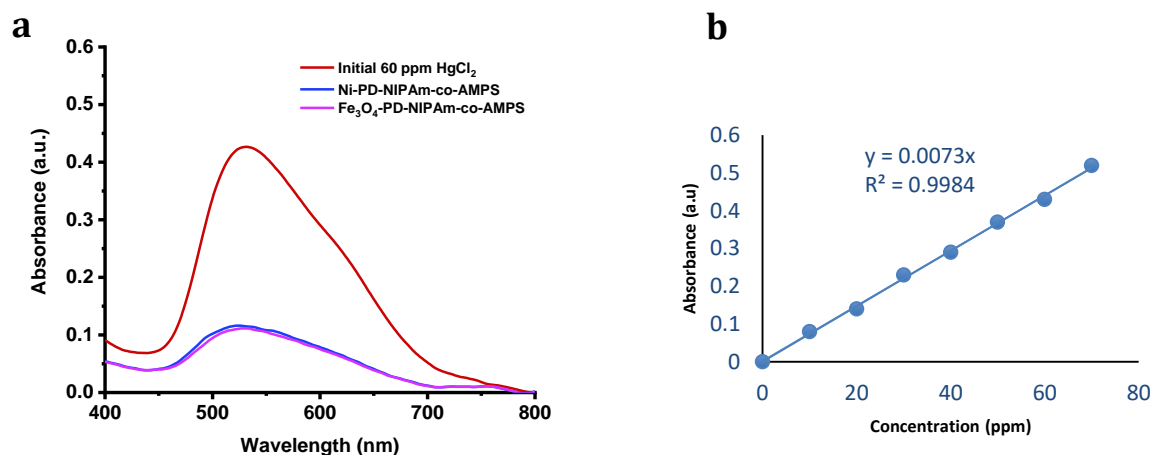 a
0.6
0.5
0.4
0.3
0.2
0.1
0.0
Absorbance (a.u.)
Initial 60 ppm HgCl₂
Ni-PD-NIPAm-co-AMPS
Fe₃O₄-PD-NIPAm-co-AMPS
400 500 600 700 800
Wavelength (nm)
b
0.6
0.5
0.4
0.3
0.2
0.1
0
Absorbance (a.u)
y = 0.0073x
R² = 0.9984
0 20 40 60 80
Concentration (ppm)